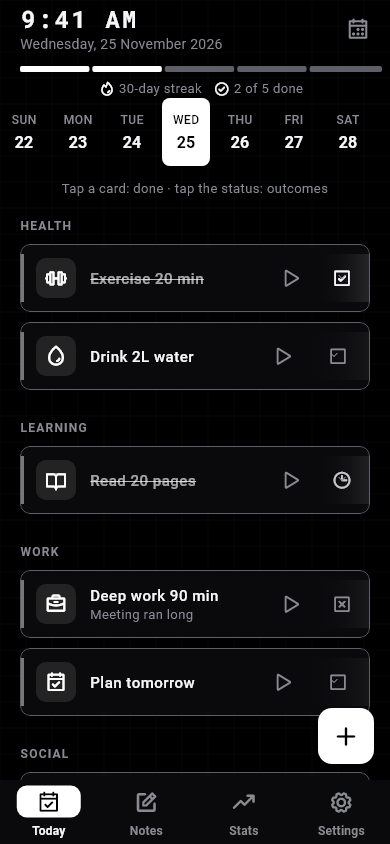 9:41 AM
Wednesday, 25 November 2026
30-day streak 2 of 5 done
SUN MON TUE WED THU FRI SAT
22 23 24 25 26 27 28
Tap a card: done · tap the status: outcomes
HEALTH
Exercise 20 min
Drink 2L water
LEARNING
Read 20 pages
WORK
Deep work 90 min
Meeting ran long
Plan tomorrow
SOCIAL
Today Notes Stats Settings